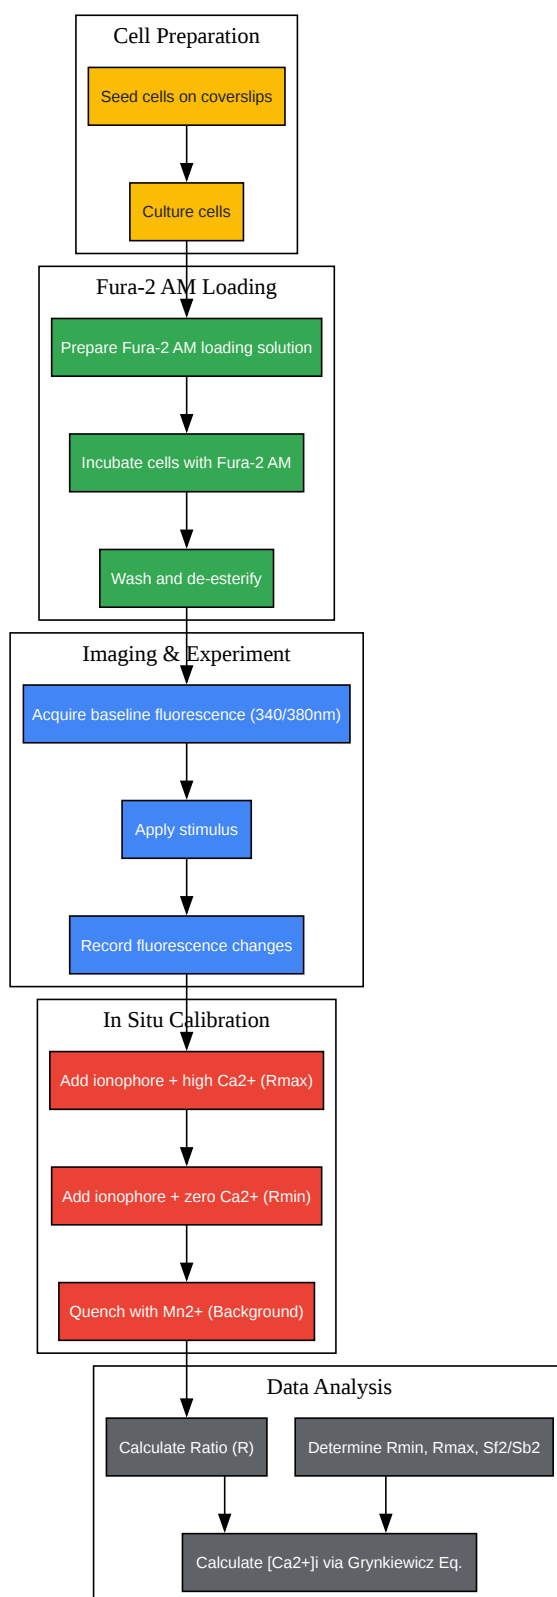 Cell Preparation
Seed cells on coverslips
Culture cells
Fura-2 AM Loading
Prepare Fura-2 AM loading solution
Incubate cells with Fura-2 AM
Wash and de-esterify
Imaging & Experiment
Acquire baseline fluorescence (340/380nm)
Apply stimulus
Record fluorescence changes
In Situ Calibration
Add ionophore + high Ca2+ (Rmax)
Add ionophore + zero Ca2+ (Rmin)
Quench with Mn2+ (Background)
Data Analysis
Calculate Ratio (R)
Determine Rmin, Rmax, Sf2/Sb2
Calculate [Ca2+]i via Grynkiewicz Eq.